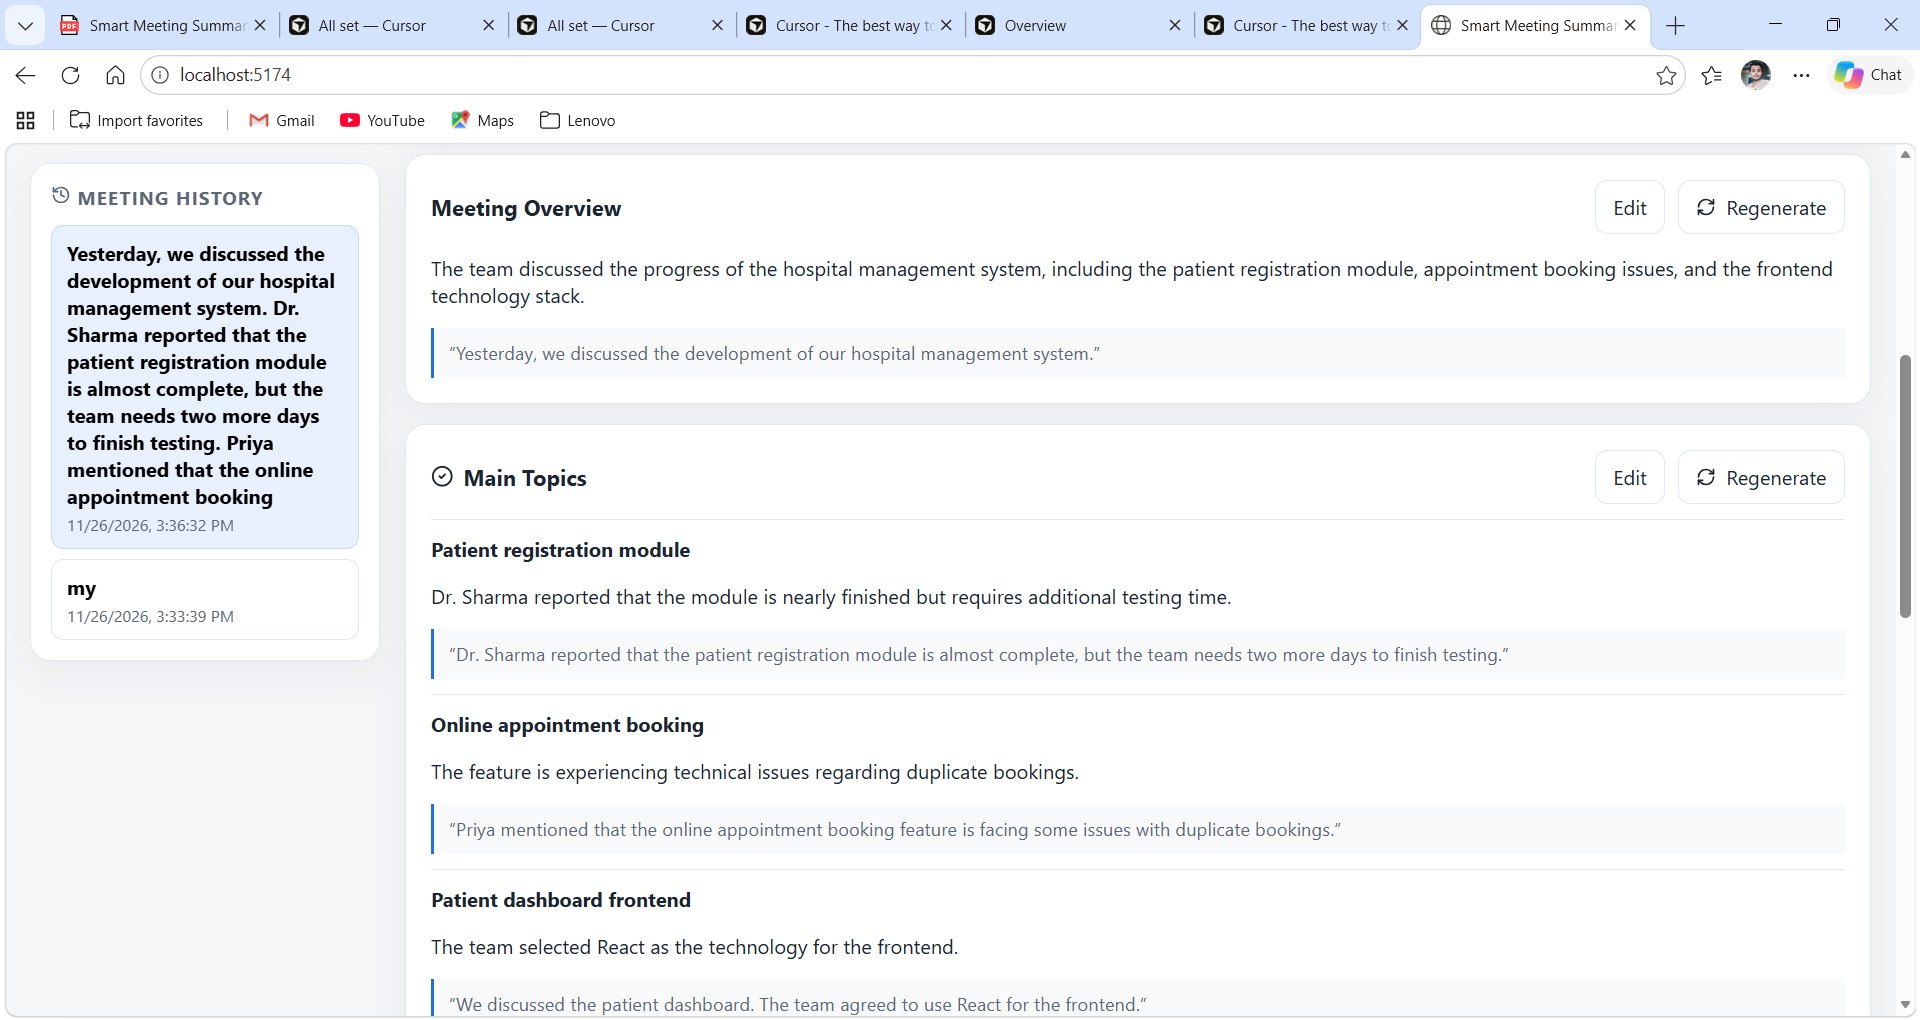 Smart Meeting Summar
All set — Cursor
All set — Cursor
Cursor - The best way to
Overview
Cursor - The best way to
Smart Meeting Summar
localhost:5174
Chat
Import favorites
Gmail
YouTube
Maps
Lenovo
MEETING HISTORY
Yesterday, we discussed the
development of our hospital
management system. Dr.
Sharma reported that the
patient registration module
is almost complete, but the
team needs two more days
to finish testing. Priya
mentioned that the online
appointment booking
11/26/2026, 3:36:32 PM
my
11/26/2026, 3:33:39 PM
Meeting Overview
Edit
Regenerate
The team discussed the progress of the hospital management system, including the patient registration module, appointment booking issues, and the frontend
technology stack.
“Yesterday, we discussed the development of our hospital management system.”
Main Topics
Edit
Regenerate
Patient registration module
Dr. Sharma reported that the module is nearly finished but requires additional testing time.
“Dr. Sharma reported that the patient registration module is almost complete, but the team needs two more days to finish testing.”
Online appointment booking
The feature is experiencing technical issues regarding duplicate bookings.
“Priya mentioned that the online appointment booking feature is facing some issues with duplicate bookings.”
Patient dashboard frontend
The team selected React as the technology for the frontend.
“We discussed the patient dashboard. The team agreed to use React for the frontend.”